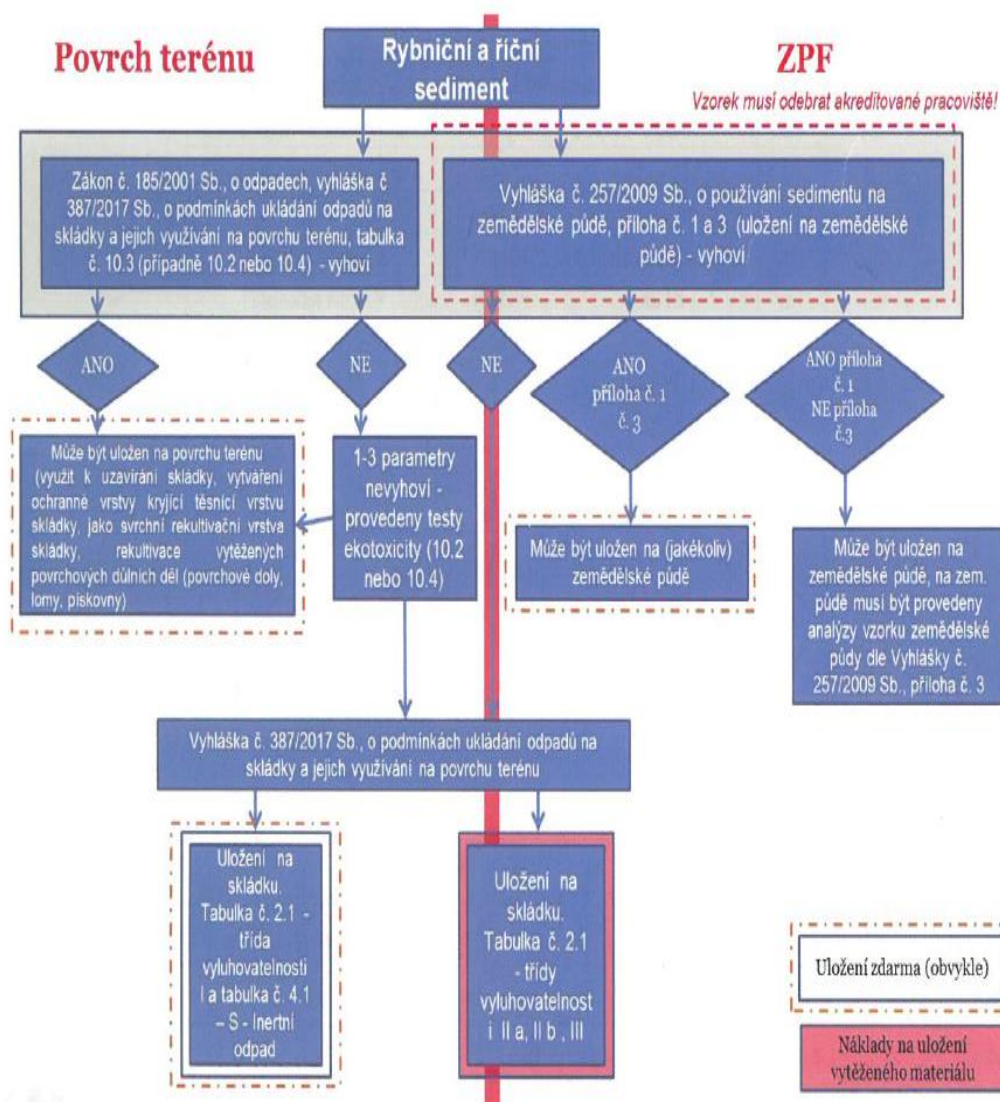 Povrch terénu
Rybniční a říční
sediment
ZPF
Vzorek musí odebrat akreditované pracoviště!
Zákon č. 185/2001 Sb., o odpadech, vyhláška č
387/2017 Sb., o podmínkách ukládání odpadů na
skládky a jejich využívání na povrchu terénu, tabulka
č. 10.3 (případně 10.2 nebo 10.4) - vyhoví
Vyhláška č. 257/2009 Sb., o používání sedimentu na
zemědělské půdě, příloha č. 1 a 3 (uložení na zemědělské
půdě) - vyhoví
ANO
NE
NE
ANO
příloha č. 1
č. 3
ANO příloha
č. 1
NE příloha
č.3
Může být uložen na povrchu terénu
(využit k uzavírání skládky, vytváření
ochranné vrstvy kryjící těsnící vrstvu
skládky, jako svrchní rekultivační vrstva
skládky, rekultivace vytěžených
povrchových důlních děl (povrchové doly,
lomy, pískovny)
1-3 parametry
nevyhoví -
provedeny testy
ekotoxicity (10.2
nebo 10.4)
Může být uložen na (jakékoliv)
zemědělské půdě
Může být uložen na
zemědělské půdě, na zem.
půdě musí být provedeny
analýzy vzorku zemědělské
půdy dle Vyhlášky č.
257/2009 Sb., příloha č. 3
Vyhláška č. 387/2017 Sb., o podmínkách ukládání odpadů na
skládky a jejich využívání na povrchu terénu
Uložení na
skládku.
Tabulka č. 2.1 -
třída
vyluhovatelnosti
I a tabulka č. 4.1
– S - Inertní
odpad
Uložení na
skládku.
Tabulka č. 2.1
- třídy
vyluhovatelnost
i II a, II b , III
Uložení zdarma (obvykle)
Náklady na uložení
vytěženého materiálu